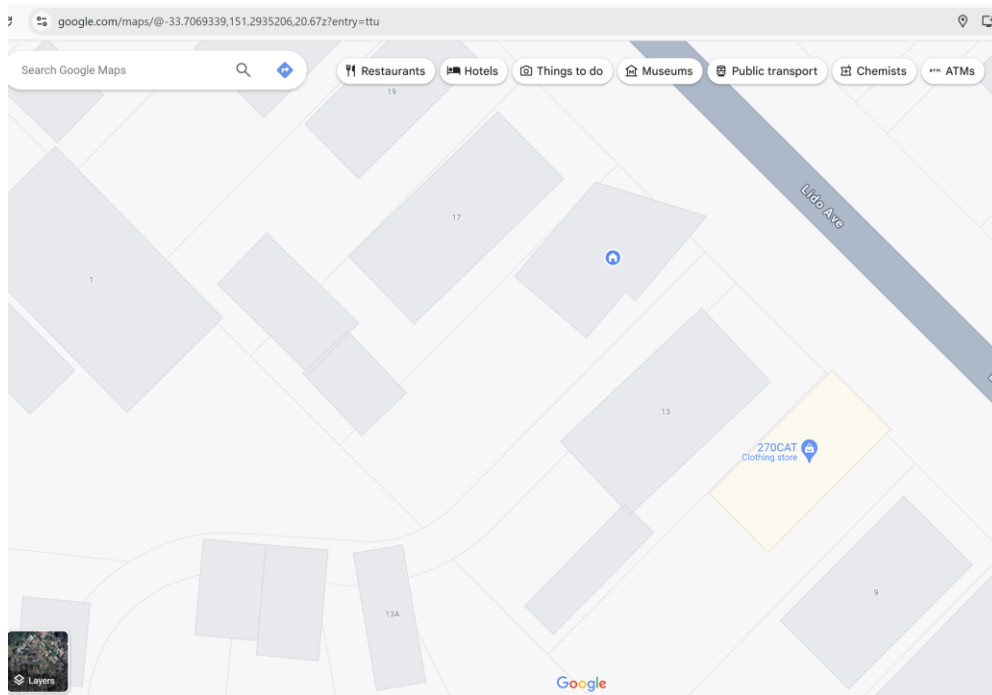 google.com/maps/@-33.7069339,151.2935206,20.67z?entry=ttu
Search Google Maps
Restaurants
Hotels
Things to do
Museums
Public transport
Chemists
ATMs
19
Lido Ave
17
1
13
270CAT
Clothing store
9
13A
Layers
Google